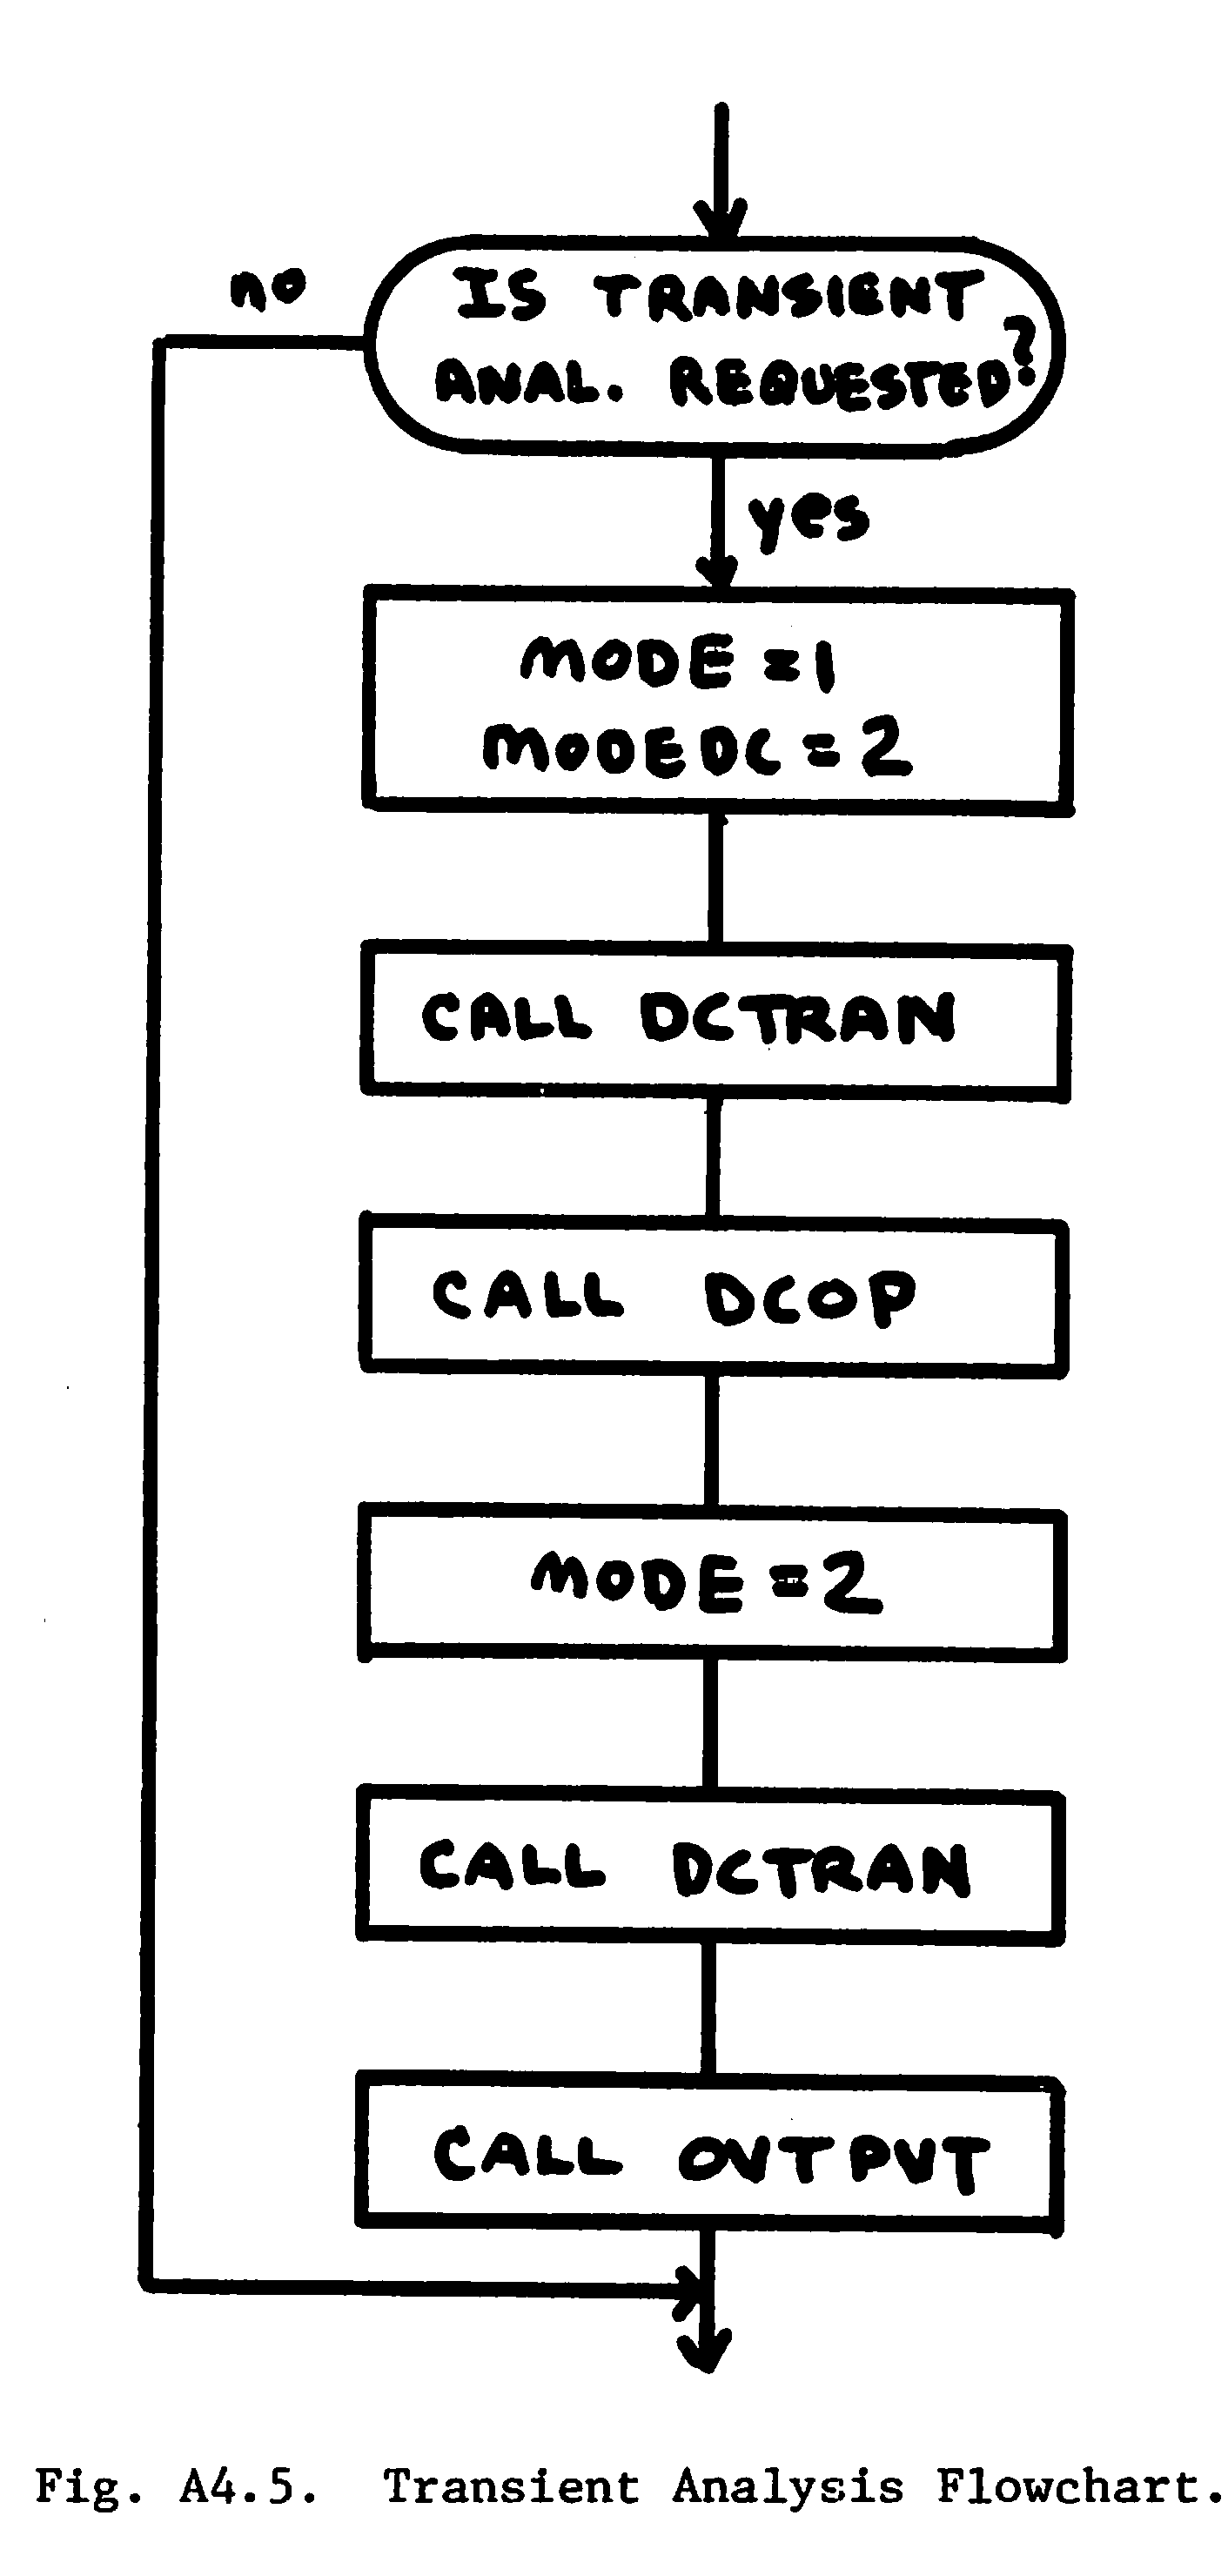 no
IS TRANSIENT
ANAL. REQUESTED?
yes
MODE = 1
MODEDC = 2
CALL DCTRAN
CALL DCOP
MODE = 2
CALL DCTRAN
CALL OUTPUT
Fig. A4.5. Transient Analysis Flowchart.